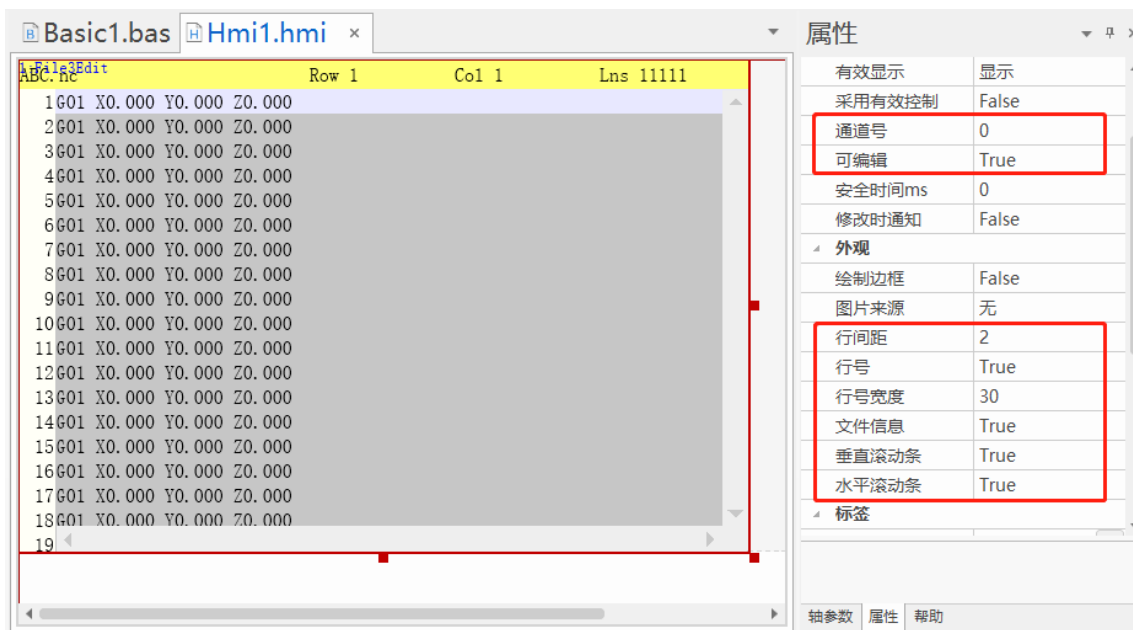 Basic1.bas Hmi1.hmi ×
1:File3Edit
ABC.nc Row 1 Col 1 Lns 11111
1 G01 X0.000 Y0.000 Z0.000
2 G01 X0.000 Y0.000 Z0.000
3 G01 X0.000 Y0.000 Z0.000
4 G01 X0.000 Y0.000 Z0.000
5 G01 X0.000 Y0.000 Z0.000
6 G01 X0.000 Y0.000 Z0.000
7 G01 X0.000 Y0.000 Z0.000
8 G01 X0.000 Y0.000 Z0.000
9 G01 X0.000 Y0.000 Z0.000
10 G01 X0.000 Y0.000 Z0.000
11 G01 X0.000 Y0.000 Z0.000
12 G01 X0.000 Y0.000 Z0.000
13 G01 X0.000 Y0.000 Z0.000
14 G01 X0.000 Y0.000 Z0.000
15 G01 X0.000 Y0.000 Z0.000
16 G01 X0.000 Y0.000 Z0.000
17 G01 X0.000 Y0.000 Z0.000
18 G01 X0.000 Y0.000 Z0.000
19
属性
有效显示 显示
采用有效控制 False
通道号 0
可编辑 True
安全时间ms 0
修改时通知 False
外观
绘制边框 False
图片来源 无
行间距 2
行号 True
行号宽度 30
文件信息 True
垂直滚动条 True
水平滚动条 True
标签
轴参数 属性 帮助